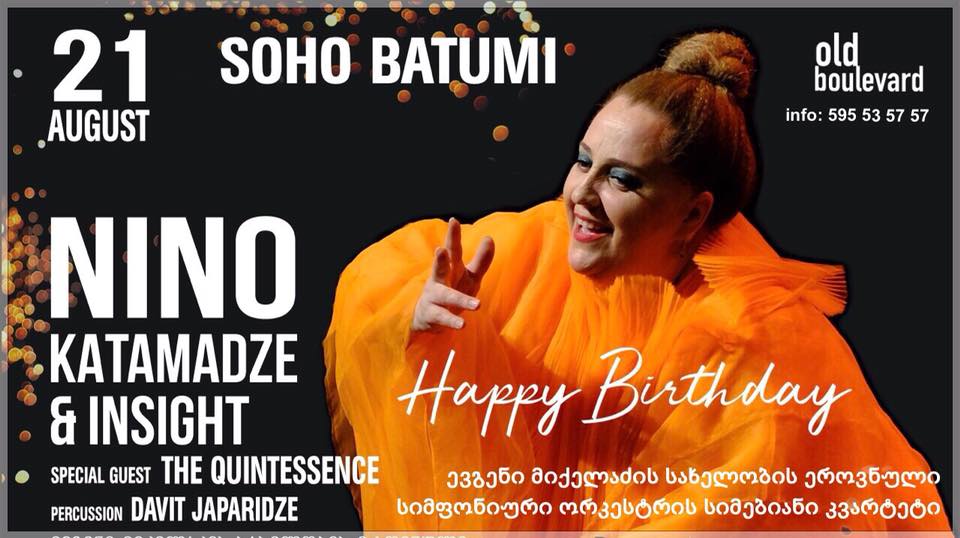 21
AUGUST
SOHO BATUMI
old
boulevard
info: 595 53 57 57
NINO
KATAMADZE
& INSIGHT
SPECIAL GUEST THE QUINTESSENCE
PERCUSSION DAVIT JAPARIDZE
Happy Birthday
ევგენი მიქელაძის სახელობის ეროვნული
სიმფონიური ორკესტრის სიმებიანი კვარტეტი